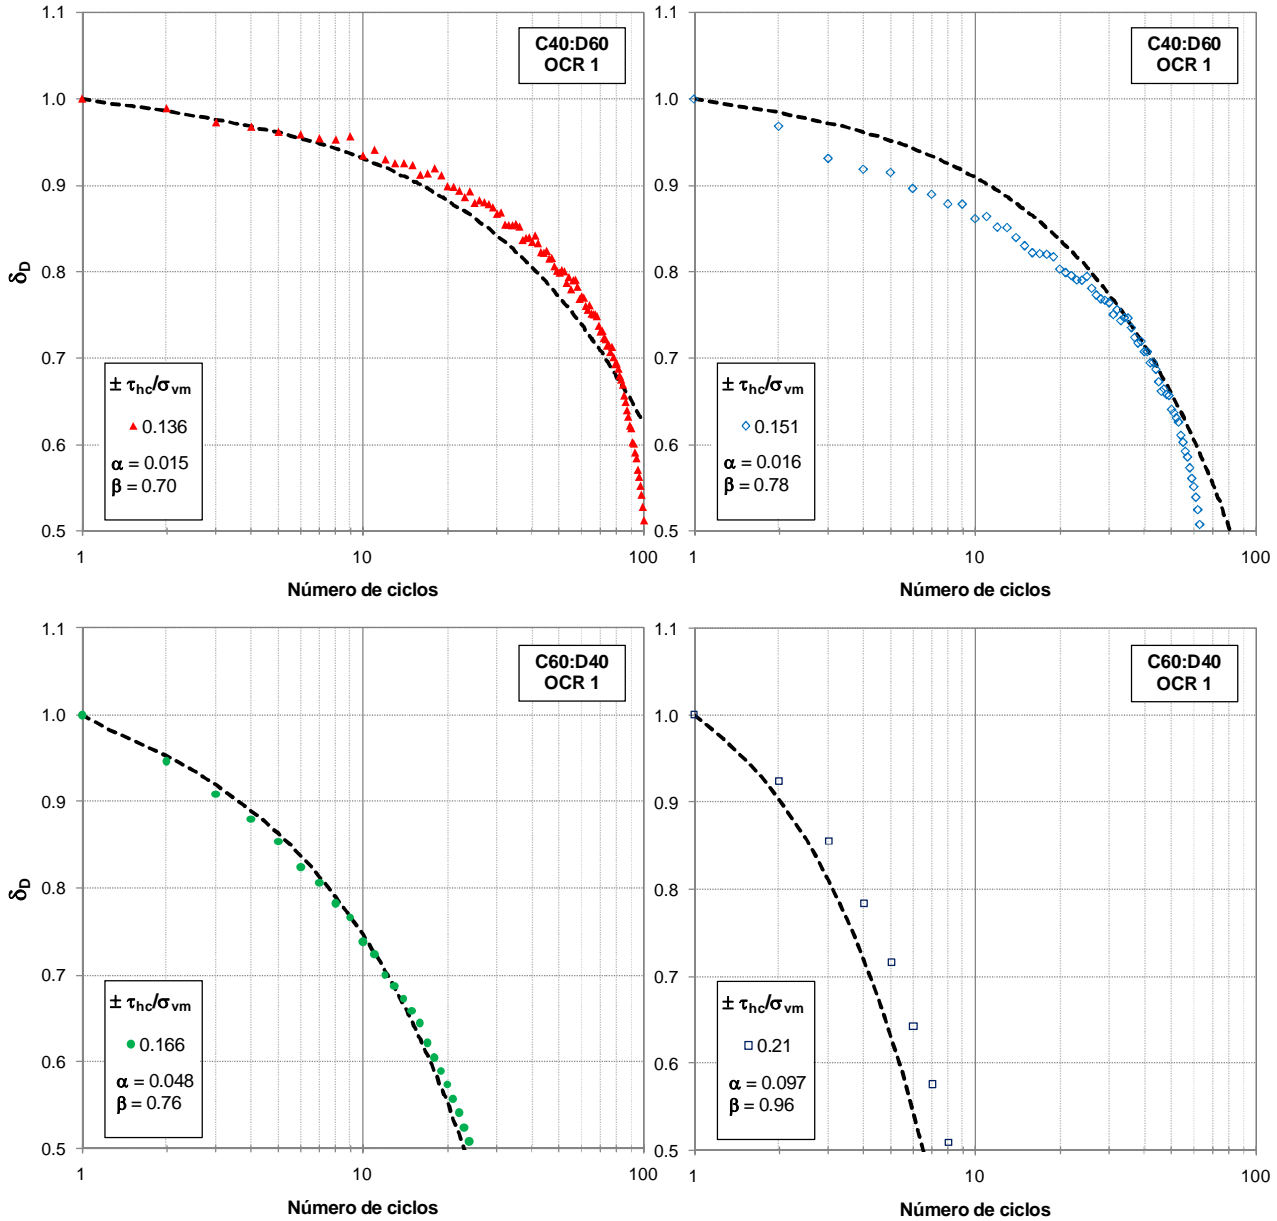 1.1
1.0
0.9
0.8
0.7
0.6
0.5
δD
C40:D60
OCR 1
± τhc/σvm
0.136
α = 0.015
β = 0.70
1
10
100
Número de ciclos
1.1
1.0
0.9
0.8
0.7
0.6
0.5
C40:D60
OCR 1
± τhc/σvm
0.151
α = 0.016
β = 0.78
1
10
100
Número de ciclos
1.1
1.0
0.9
0.8
0.7
0.6
0.5
δD
C60:D40
OCR 1
± τhc/σvm
0.166
α = 0.048
β = 0.76
1
10
100
Número de ciclos
1.1
1.0
0.9
0.8
0.7
0.6
0.5
C60:D40
OCR 1
± τhc/σvm
0.21
α = 0.097
β = 0.96
1
10
100
Número de ciclos